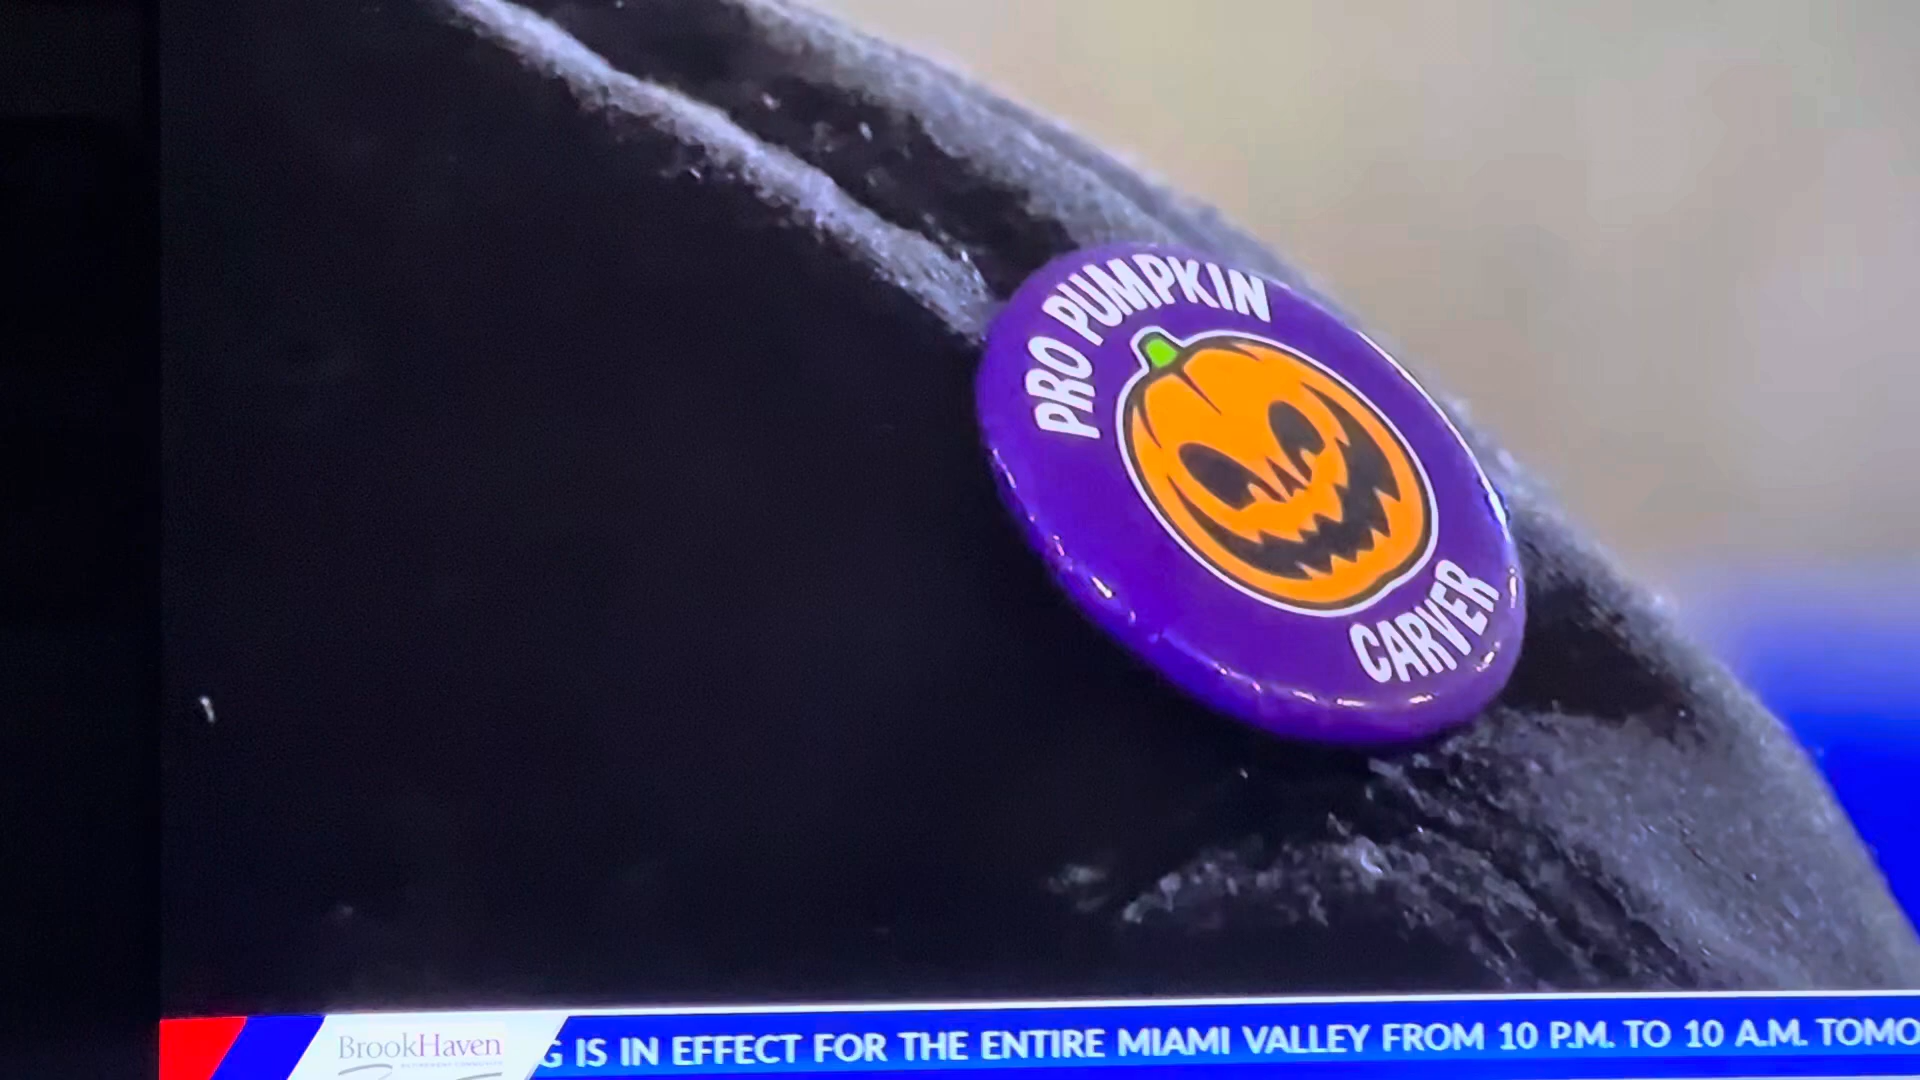 PRO PUMPKIN
CARVER
BrookHaven
G IS IN EFFECT FOR THE ENTIRE MIAMI VALLEY FROM 10 P.M. TO 10 A.M. TOMO